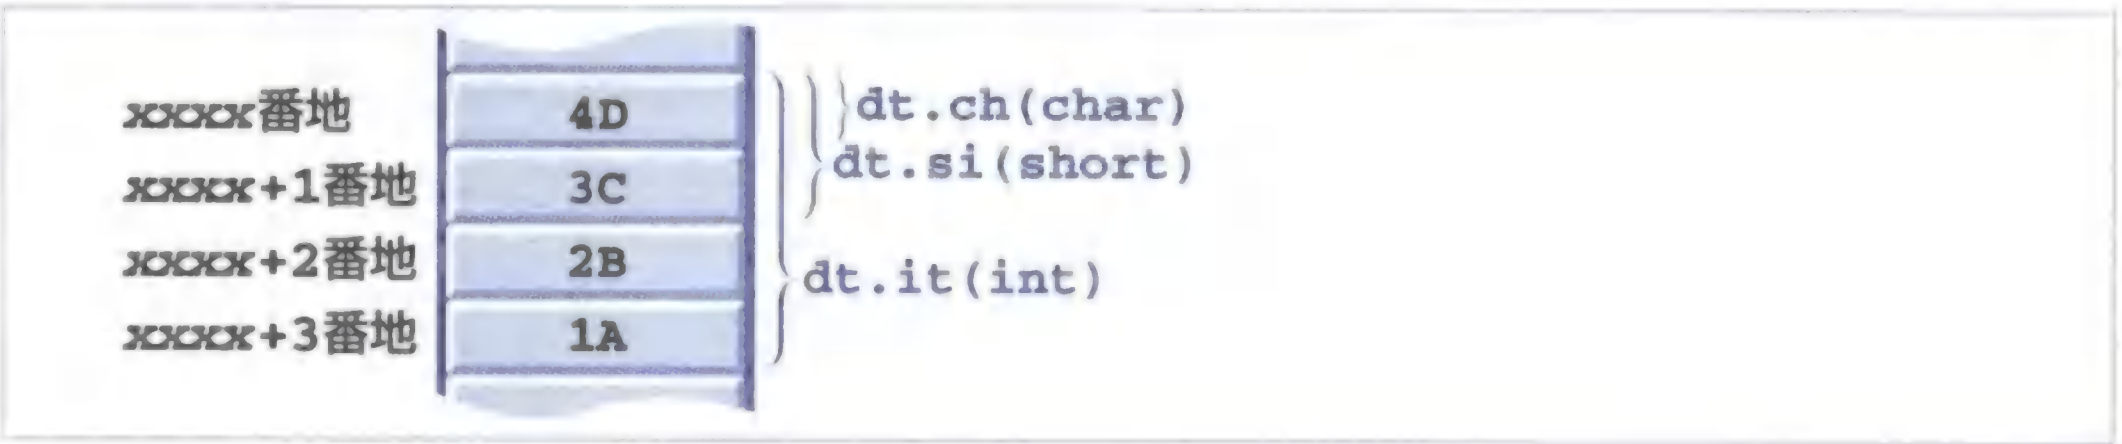 xxxx番地 4D dt.ch(char)
dt.si(short)
xxxx+1番地 3C
xxxx+2番地 2B
dt.it(int)
xxxx+3番地 1A